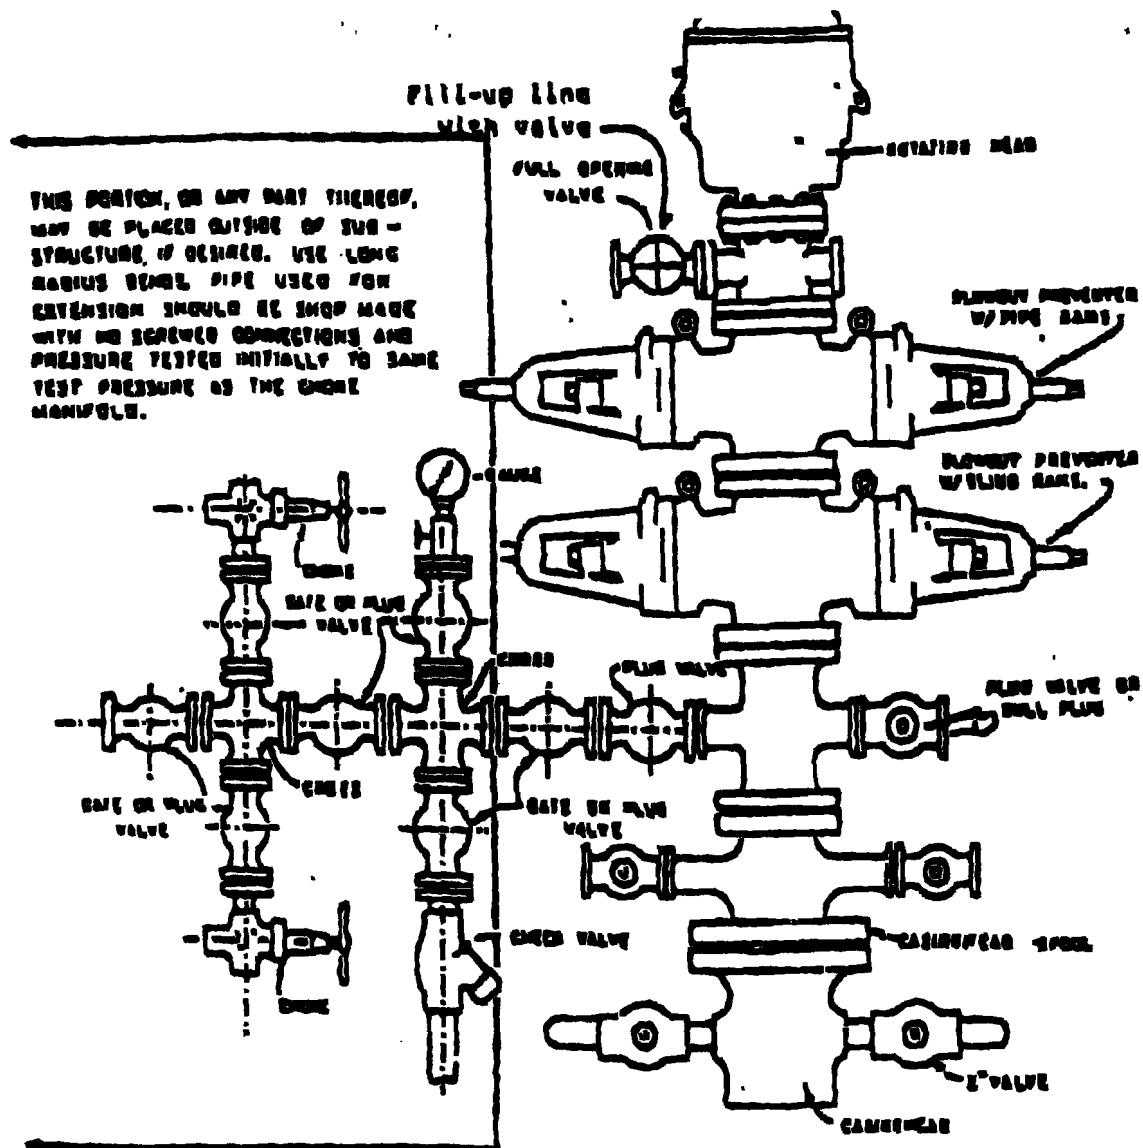 Fill-up line
with valve
FULL OPENING
VALVE
ROTATING HEAD
THIS PORTION, OR ANY PART THEREOF,
MAY BE PLACED OUTSIDE OF SUB-
STRUCTURE, IF DESIRED. USE LONG
RADIUS BENDS. PIPE USED FOR
EXTENSION SHOULD BE SHOP MADE
WITH NO SCREWED CONNECTIONS AND
PRESSURE TESTED INITIALLY TO SAME
TEST PRESSURE AS THE CHOKE
MANIFOLD.
BLOWOUT PREVENTER
W/PIPE RAMS.
BLOWOUT PREVENTER
W/BLIND RAMS.
GAUGE
CHOKE
GATE OR PLUG
VALVE
CROSS
PLUG VALVE
PLUG VALVE OR
BULL PLUG
CROSS
GATE OR PLUG
VALVE
GATE OR PLUG
VALVE
CHECK VALVE
CASINGHEAD SPOOL
CHOKE
2" VALVE
CASINGHEAD